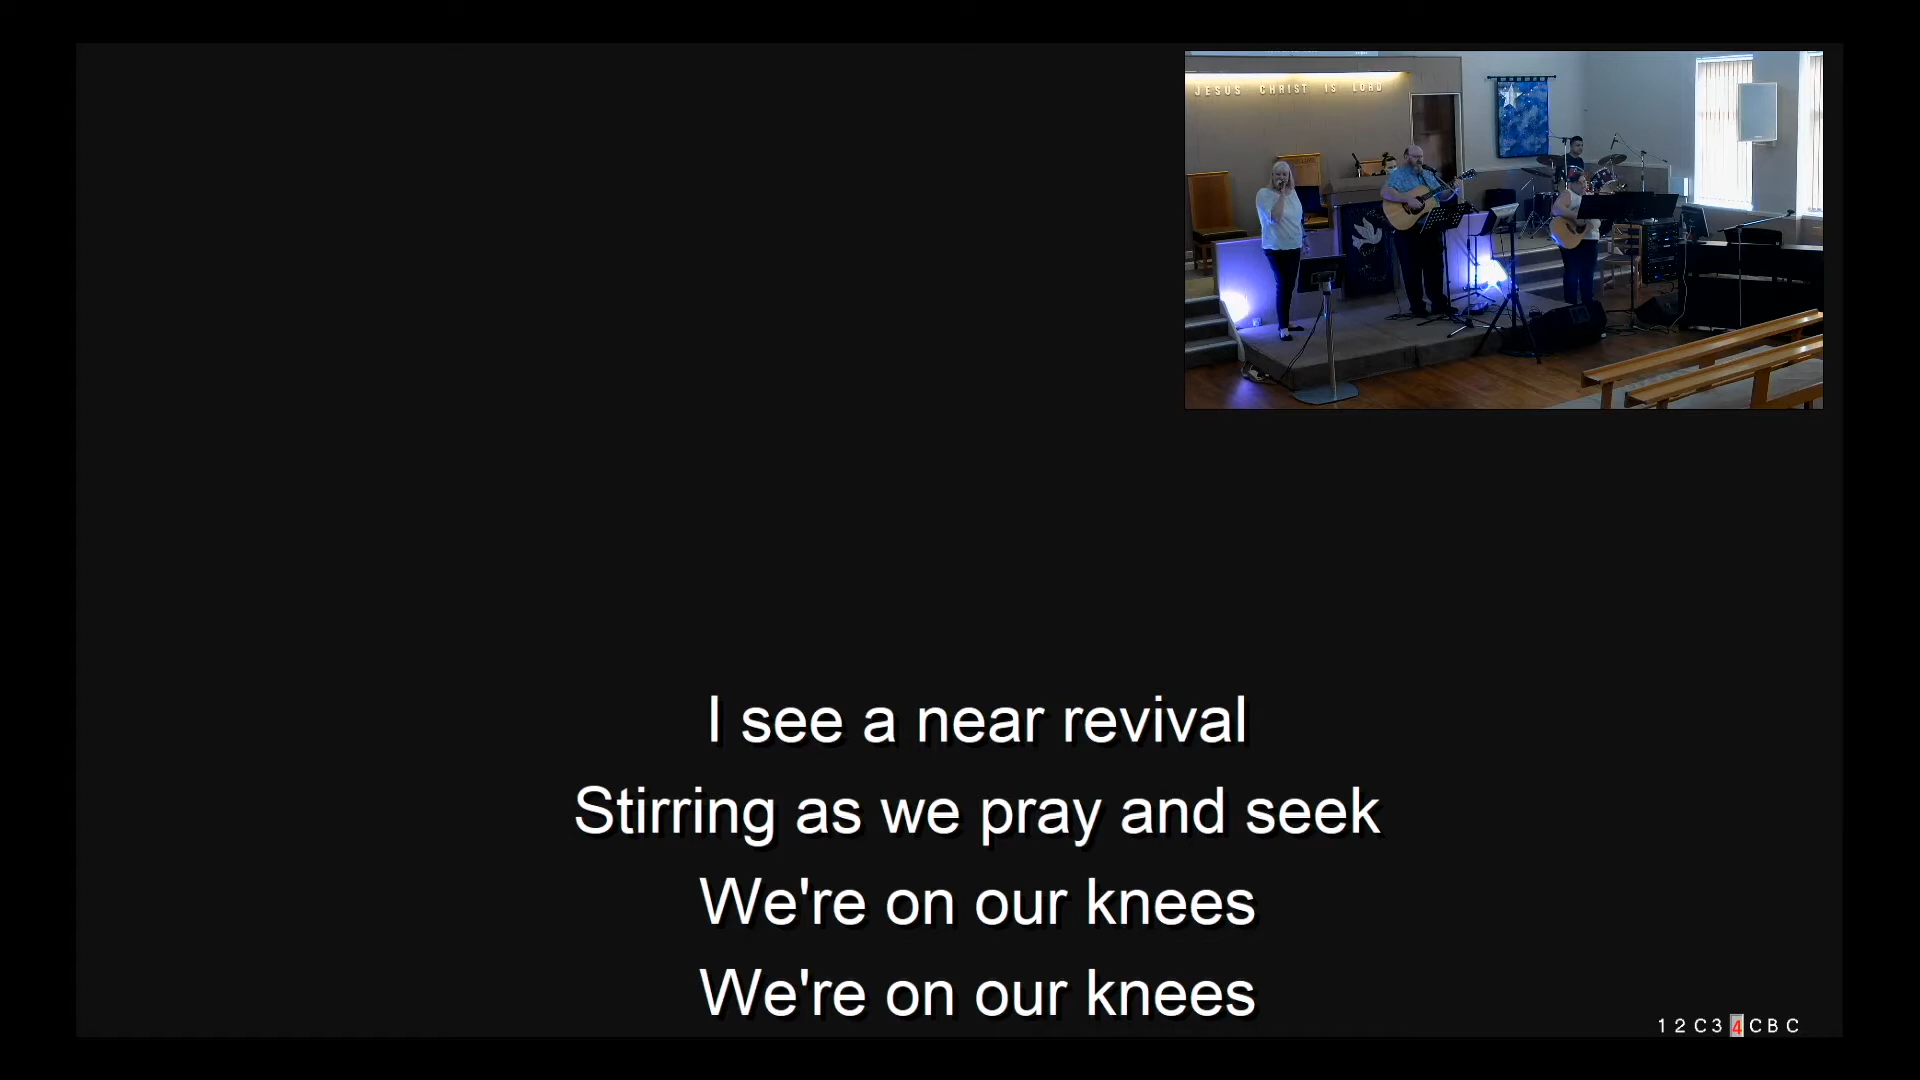 JESUS CHRIST IS LORD
I see a near revival
Stirring as we pray and seek
We're on our knees
We're on our knees
1 2 C 3 4 C B C